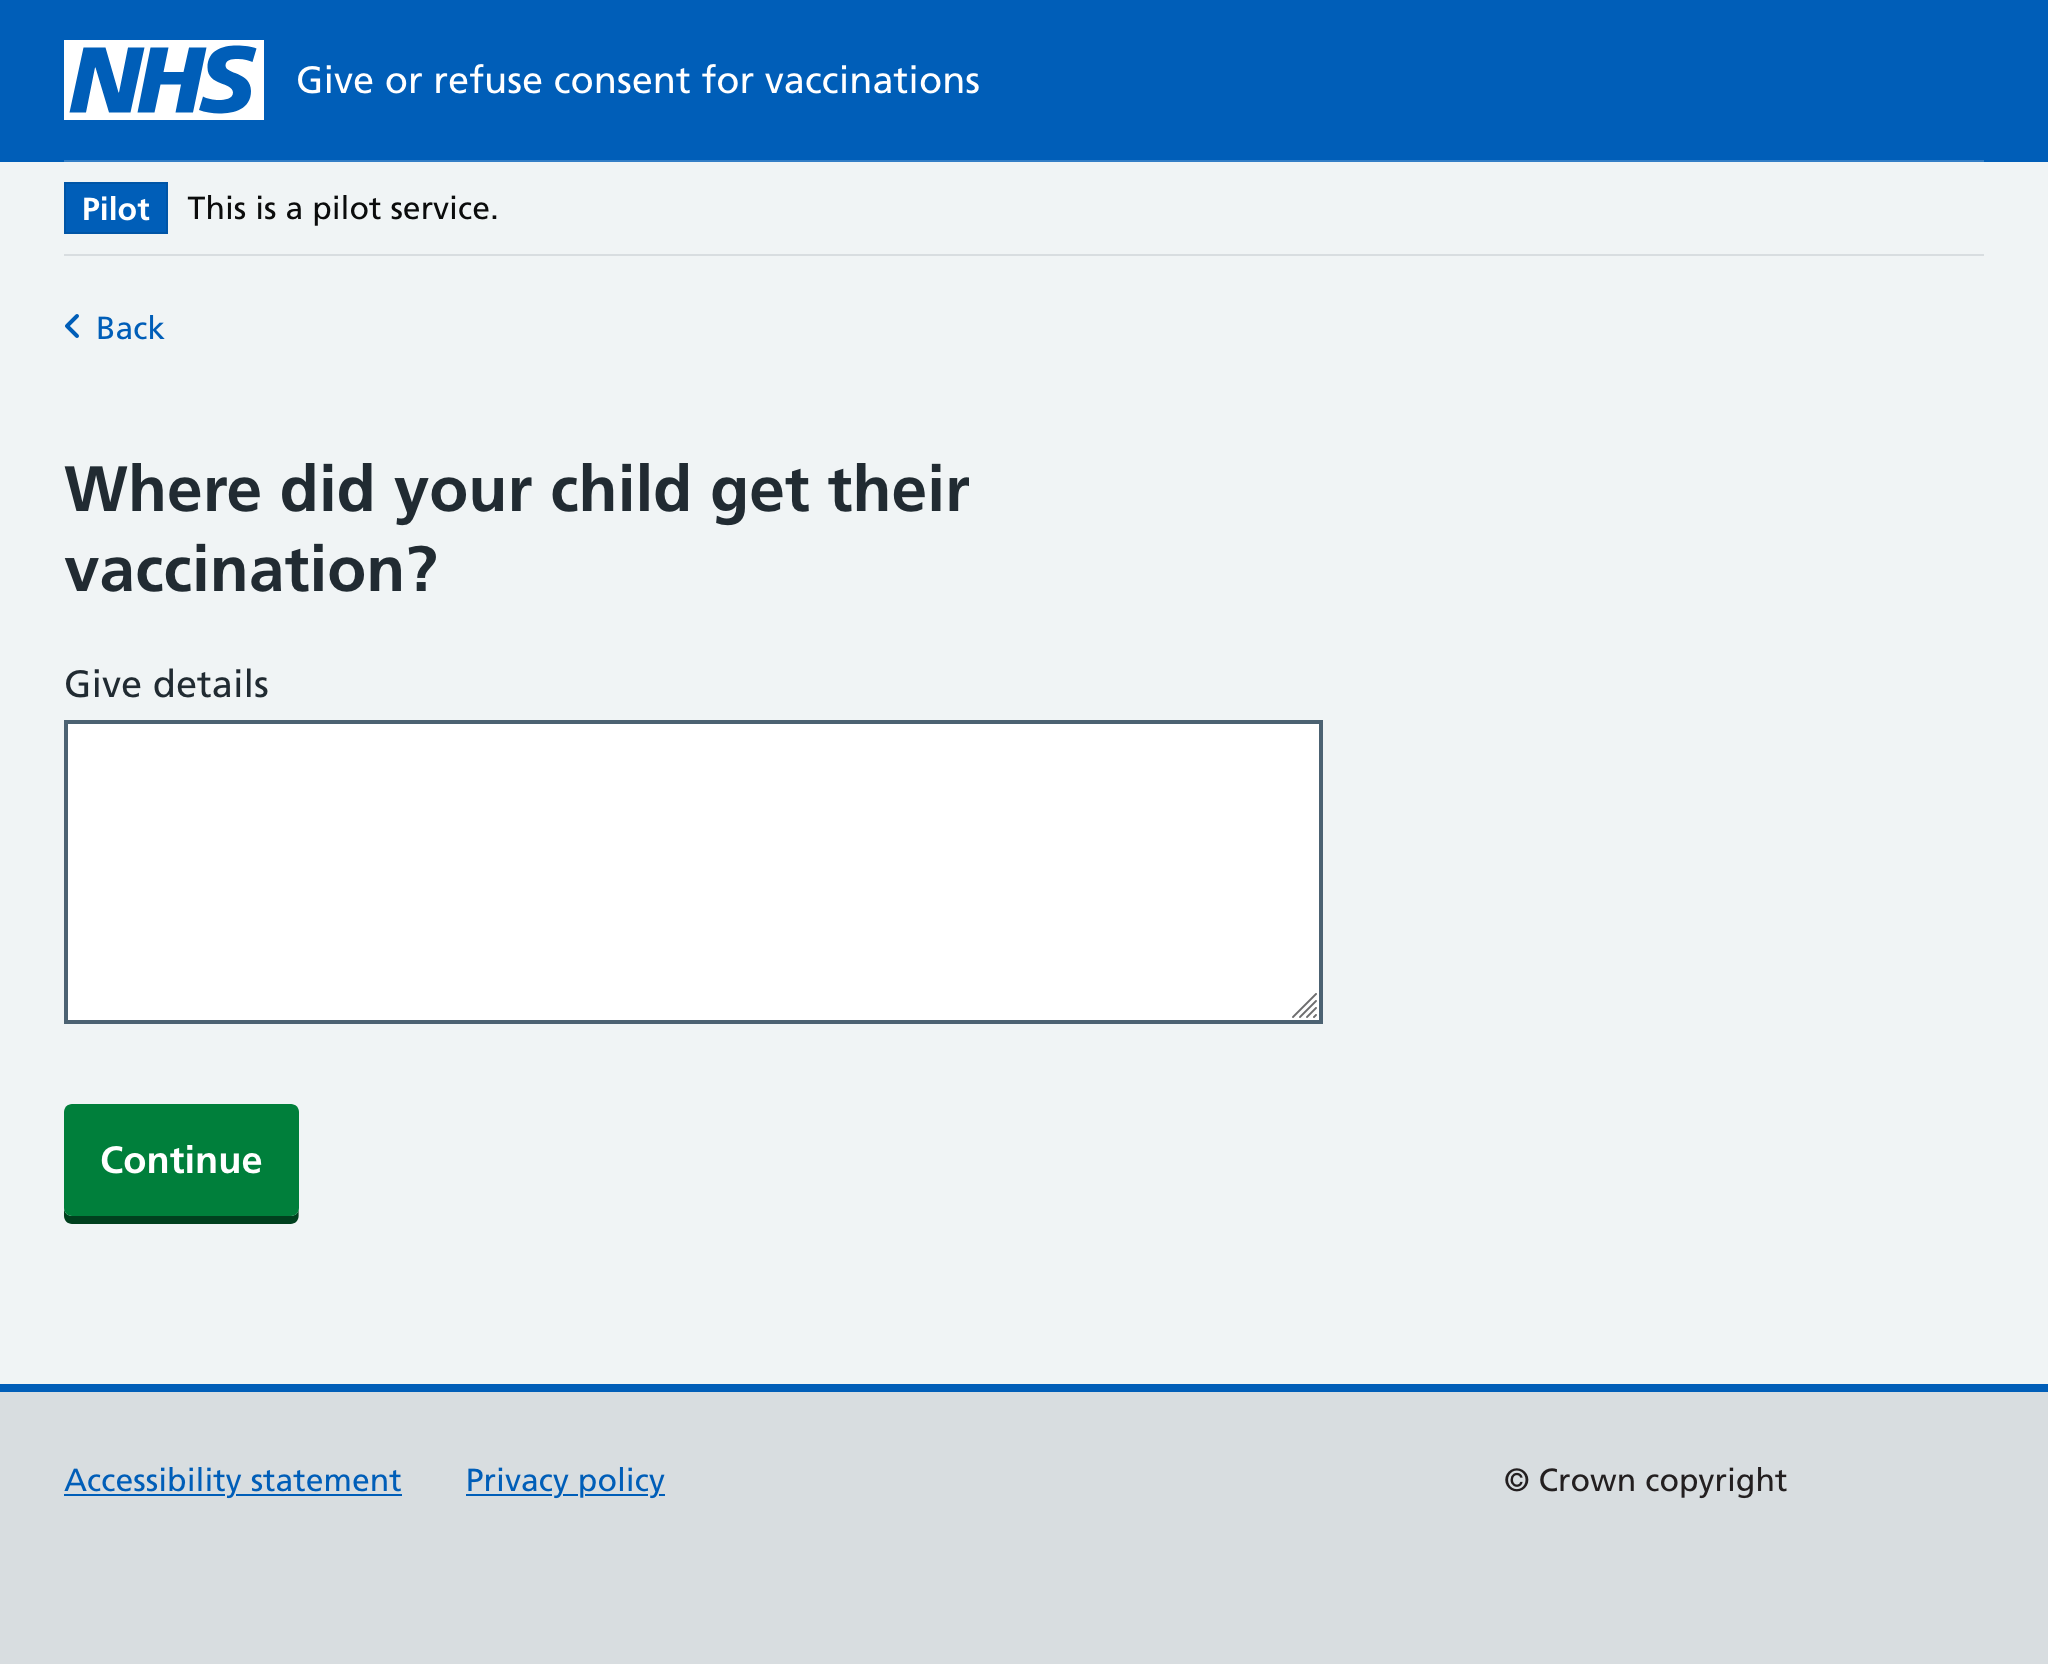 NHS Give or refuse consent for vaccinations
Pilot This is a pilot service.
Back
Where did your child get their
vaccination?
Give details
Continue
Accessibility statement Privacy policy © Crown copyright